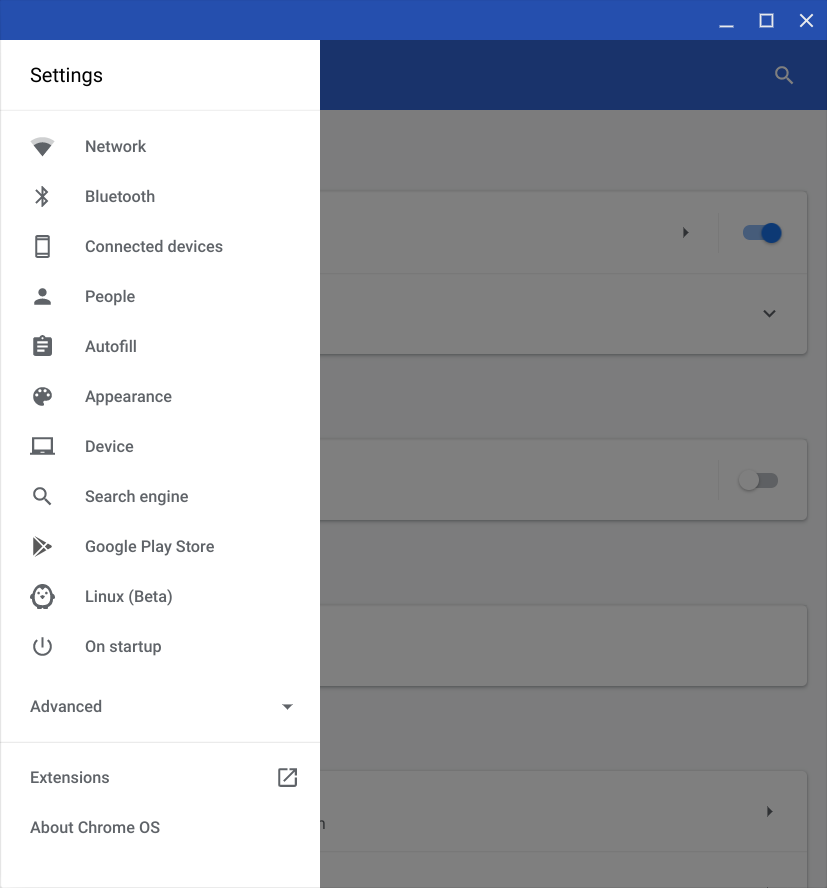 Settings
Network
Bluetooth
Connected devices
People
Autofill
Appearance
Device
Search engine
Google Play Store
Linux (Beta)
On startup
Advanced
Extensions
About Chrome OS